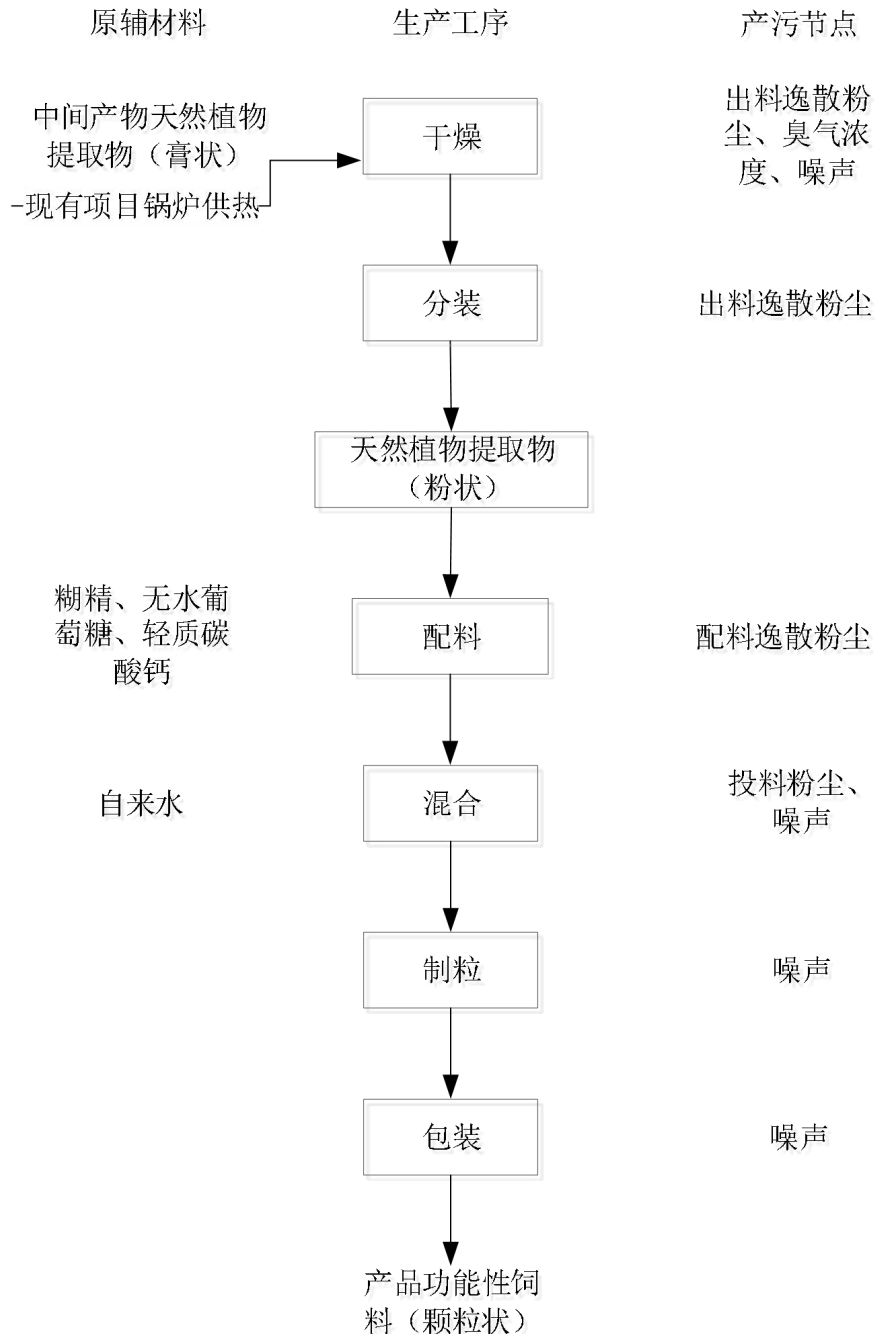 原辅材料
生产工序
产污节点
中间产物天然植物
提取物（膏状）
-现有项目锅炉供热
干燥
出料逸散粉
尘、臭气浓
度、噪声
分装
出料逸散粉尘
天然植物提取物
（粉状）
糊精、无水葡
萄糖、轻质碳
酸钙
配料
配料逸散粉尘
自来水
混合
投料粉尘、
噪声
制粒
噪声
包装
噪声
产品功能性饲
料（颗粒状）